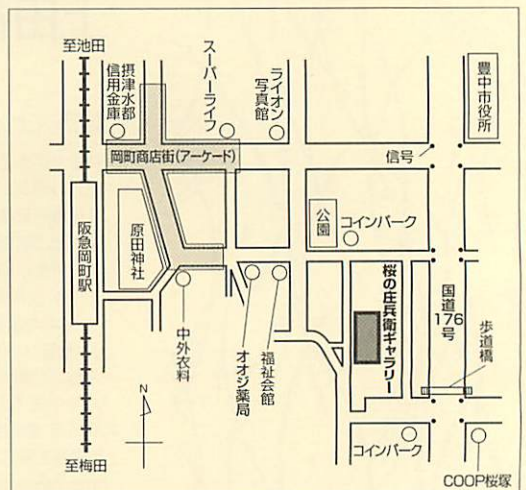 至池田
摂津水都
信用金庫
スーパーライフ
ライオン
写真館
豊中市役所
岡町商店街(アーケード)
信号
阪急岡町駅
原田神社
公園
コインパーク
中外衣料
オオジ薬局
福祉会館
桜の庄兵衛ギャラリー
国道
176
号
歩道橋
N
至梅田
コインパーク
COOP桜塚